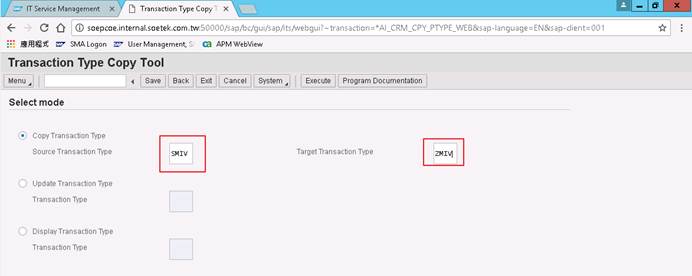 IT Service Management
Transaction Type Copy T
soepcoe.internal.soetek.com.tw:50000/sap/bc/gui/sap/its/webgui?~transaction=*AI_CRM_CPY_PTYPE_WEB&sap-language=EN&sap-client=001
應用程式 SMA Logon User Management, S APM WebView
Transaction Type Copy Tool
Menu Save Back Exit Cancel System Execute Program Documentation
Select mode
Copy Transaction Type
Source Transaction Type SMIV Target Transaction Type ZMIV
Update Transaction Type
Transaction Type
Display Transaction Type
Transaction Type